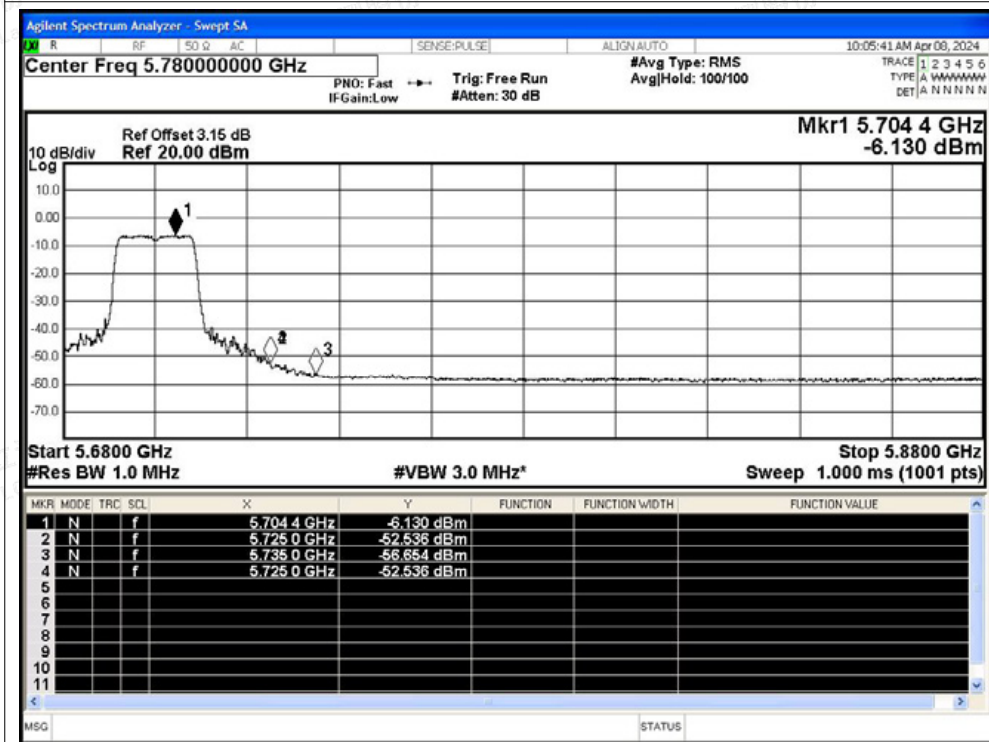 Agilent Spectrum Analyzer - Swept SA
R RF 50 Ω AC SENSE:PULSE ALIGN AUTO 10:05:41 AM Apr 08, 2024
Center Freq 5.780000000 GHz
PNO: Fast Trig: Free Run #Avg Type: RMS TRACE 1 2 3 4 5 6
IFGain:Low #Atten: 30 dB Avg|Hold: 100/100 TYPE A WWWWW
DET A N N N N N
Mkr1 5.704 4 GHz
-6.130 dBm
Ref Offset 3.15 dB
10 dB/div Ref 20.00 dBm
Log
10.0
0.00
-10.0
-20.0
-30.0
-40.0
-50.0
-60.0
-70.0
1
3
Start 5.6800 GHz Stop 5.8800 GHz
#Res BW 1.0 MHz #VBW 3.0 MHz* Sweep 1.000 ms (1001 pts)
MKR MODE TRC SCL X Y FUNCTION FUNCTION WIDTH FUNCTION VALUE
1 N f 5.704 4 GHz -6.130 dBm
2 N f 5.725 0 GHz -52.536 dBm
3 N f 5.735 0 GHz -56.654 dBm
4 N f 5.725 0 GHz -52.536 dBm
5
6
7
8
9
10
11
MSG STATUS